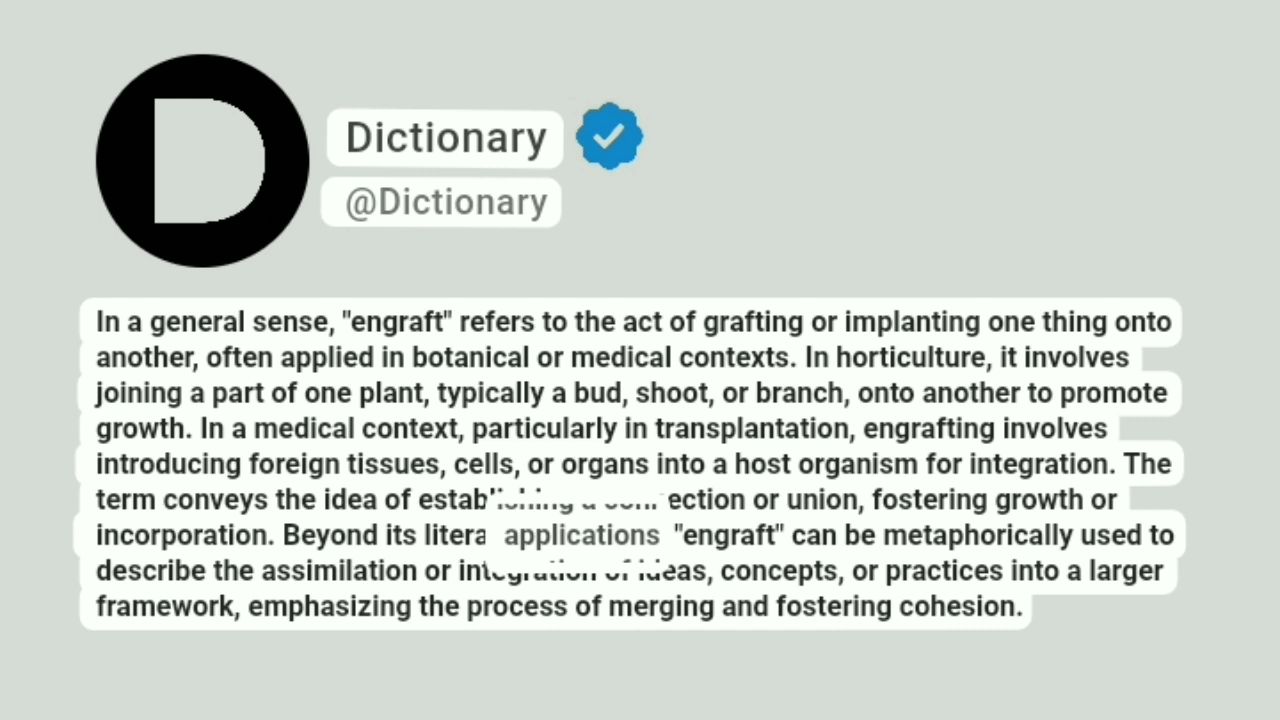 D
Dictionary
@Dictionary
In a general sense, "engraft" refers to the act of grafting or implanting one thing onto
another, often applied in botanical or medical contexts. In horticulture, it involves
joining a part of one plant, typically a bud, shoot, or branch, onto another to promote
growth. In a medical context, particularly in transplantation, engrafting involves
introducing foreign tissues, cells, or organs into a host organism for integration. The
term conveys the idea of establishing a connection or union, fostering growth or
incorporation. Beyond its litera applications "engraft" can be metaphorically used to
describe the assimilation or integration of ideas, concepts, or practices into a larger
framework, emphasizing the process of merging and fostering cohesion.